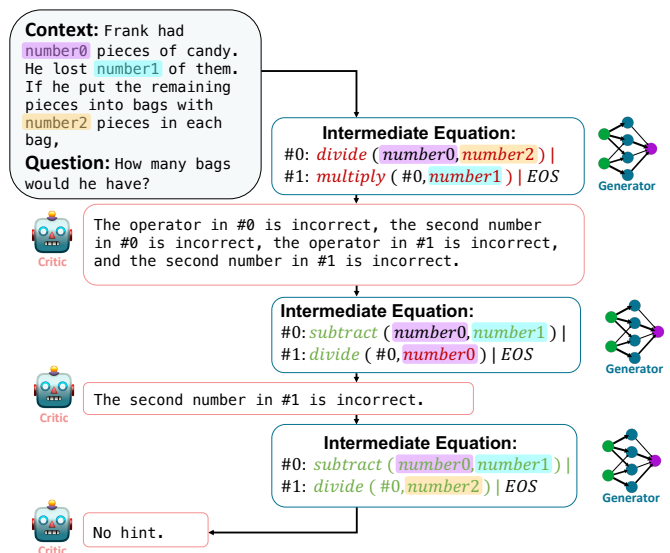 Context: Frank had
number0 pieces of candy.
He lost number1 of them.
If he put the remaining
pieces into bags with
number2 pieces in each
bag,
Question: How many bags
would he have?
Intermediate Equation:
#0: divide (number0, number2) |
#1: multiply ( #0, number1) | EOS
Generator
The operator in #0 is incorrect, the second number
in #0 is incorrect, the operator in #1 is incorrect,
and the second number in #1 is incorrect.
Critic
Intermediate Equation:
#0: subtract (number0, number1) |
#1: divide ( #0, number0) | EOS
Generator
The second number in #1 is incorrect.
Critic
Intermediate Equation:
#0: subtract (number0, number1) |
#1: divide ( #0, number2) | EOS
Generator
No hint.
Critic